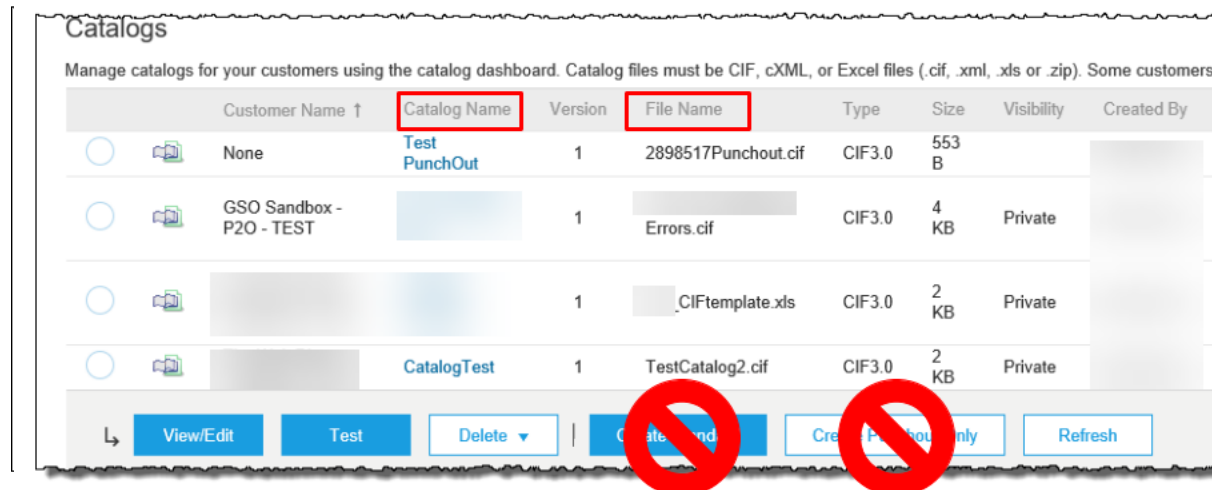 Catalogs
Manage catalogs for your customers using the catalog dashboard. Catalog files must be CIF, cXML, or Excel files (.cif, .xml, .xls or .zip). Some customers
Customer Name ↑ Catalog Name Version File Name Type Size Visibility Created By
None Test PunchOut 1 2898517Punchout.cif CIF3.0 553 B
GSO Sandbox - P2O - TEST 1 Errors.cif CIF3.0 4 KB Private
1 _CIFtemplate.xls CIF3.0 2 KB Private
CatalogTest 1 TestCatalog2.cif CIF3.0 2 KB Private
View/Edit Test Delete Refresh